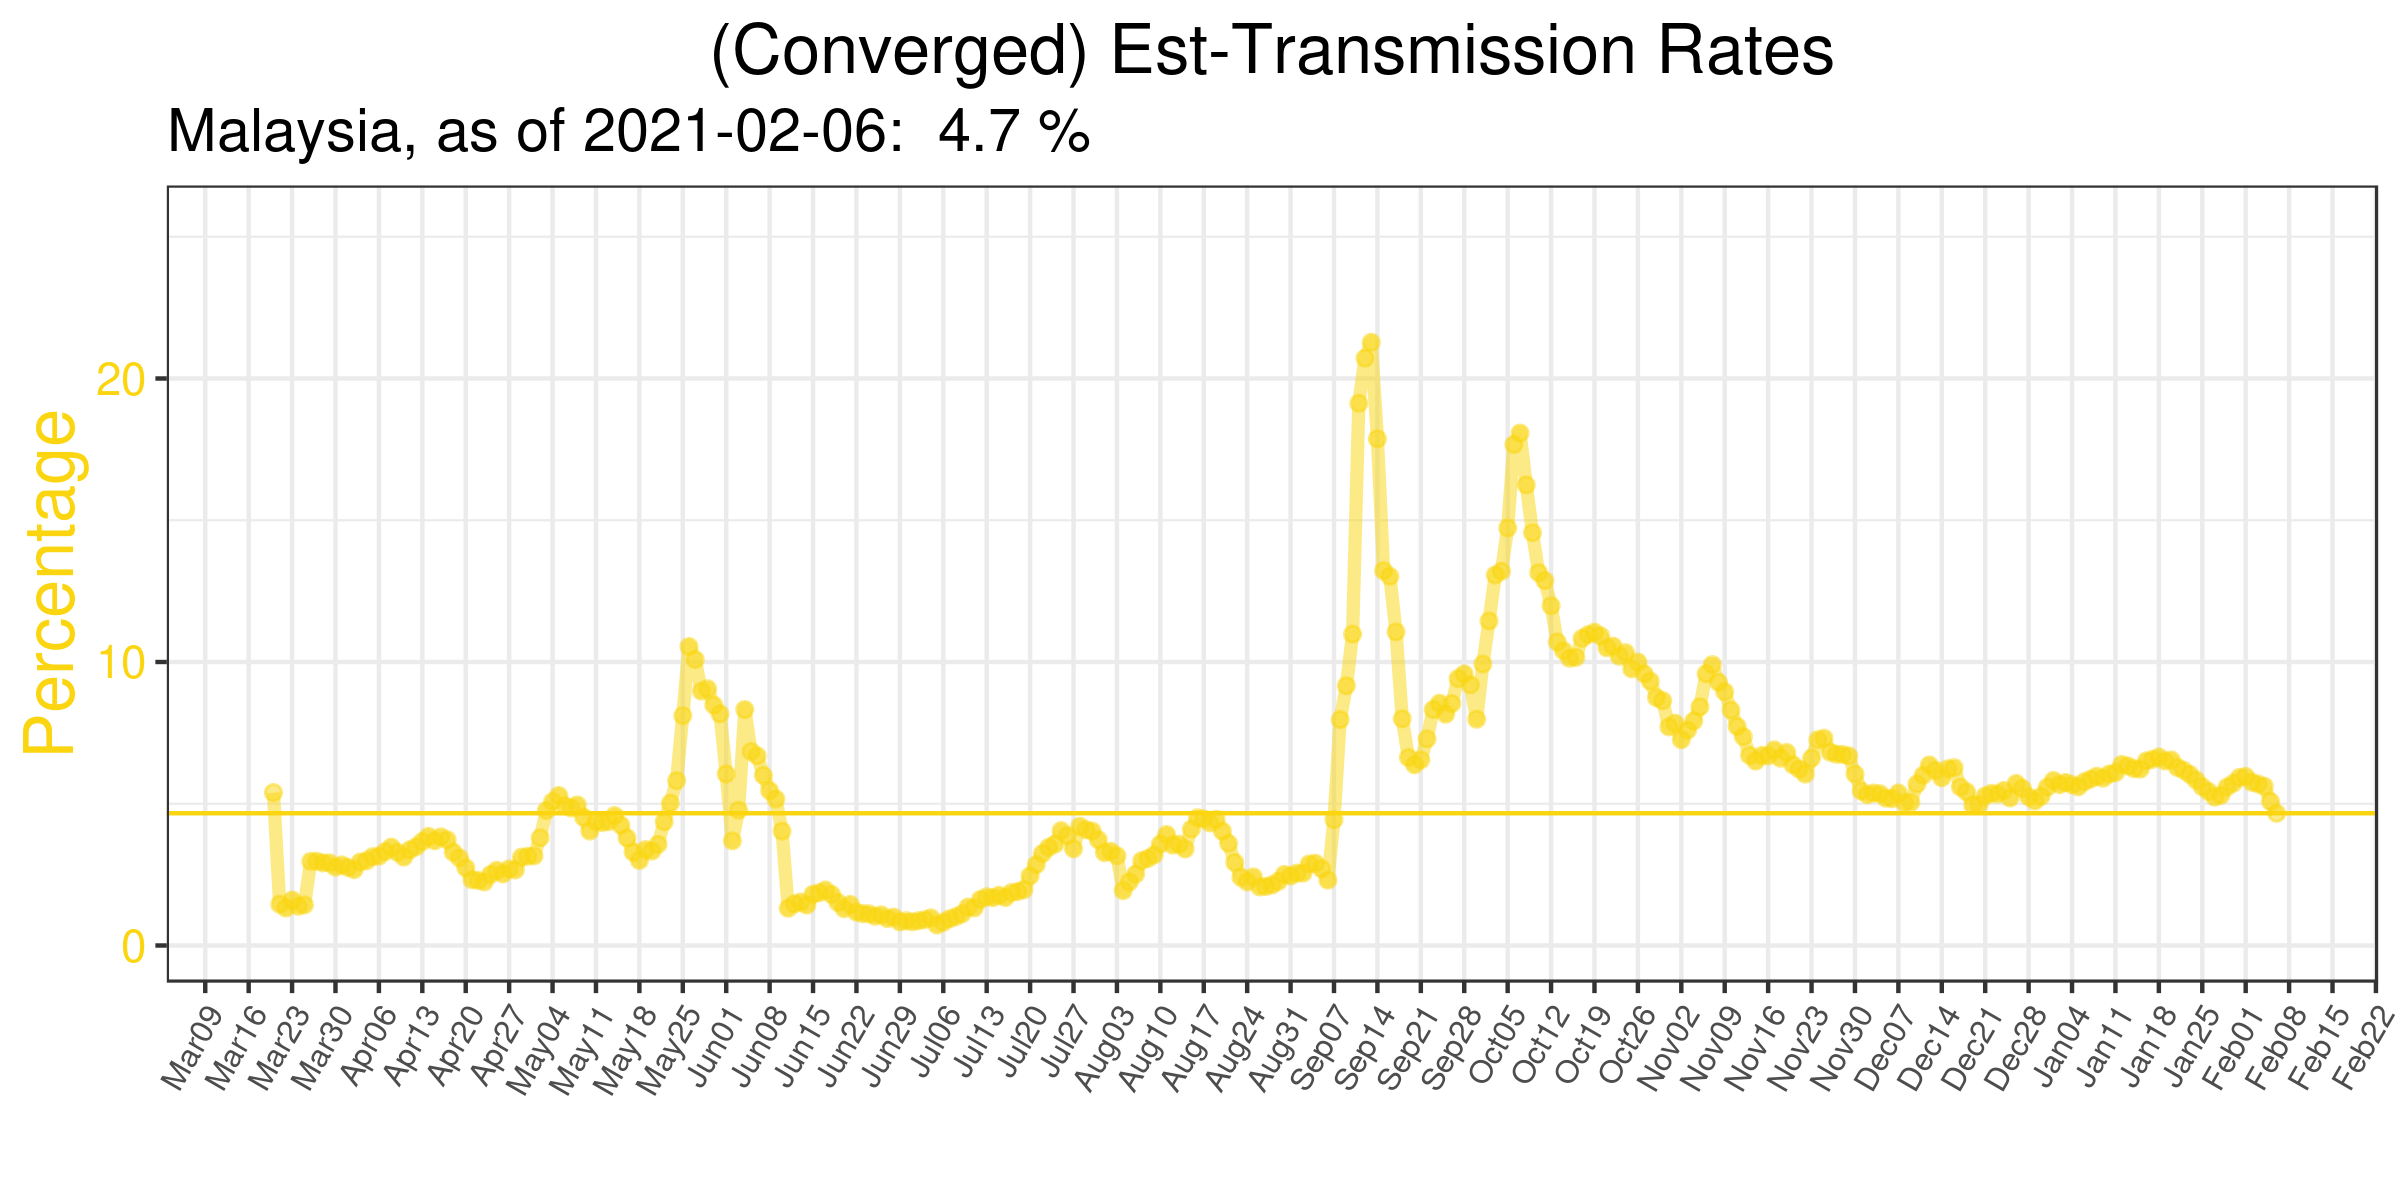 (Converged) Est-Transmission Rates
Malaysia, as of 2021-02-06:  4.7 %
Percentage
20
10
0
Mar09
Mar16
Mar23
Mar30
Apr06
Apr13
Apr20
Apr27
May04
May11
May18
May25
Jun01
Jun08
Jun15
Jun22
Jun29
Jul06
Jul13
Jul20
Jul27
Aug03
Aug10
Aug17
Aug24
Aug31
Sep07
Sep14
Sep21
Sep28
Oct05
Oct12
Oct19
Oct26
Nov02
Nov09
Nov16
Nov23
Nov30
Dec07
Dec14
Dec21
Dec28
Jan04
Jan11
Jan18
Jan25
Feb01
Feb08
Feb15
Feb22